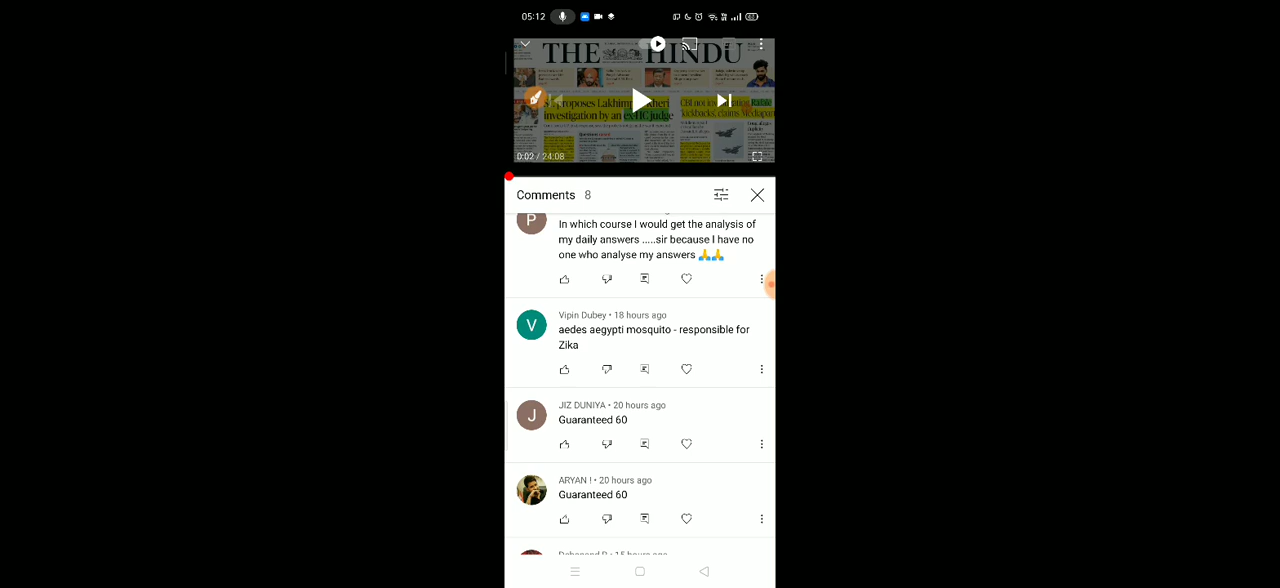 05:12
THE HINDU
proposes Lakhimpur Kheri
investigation by an ex-HC judge
0:02 / 24:08
Comments 8
P
In which course I would get the analysis of
my daily answers .....sir because I have no
one who analyse my answers 🙏🙏
V
Vipin Dubey • 18 hours ago
aedes aegypti mosquito - responsible for
Zika
J
JIZ DUNIYA • 20 hours ago
Guaranteed 60
ARYAN ! • 20 hours ago
Guaranteed 60